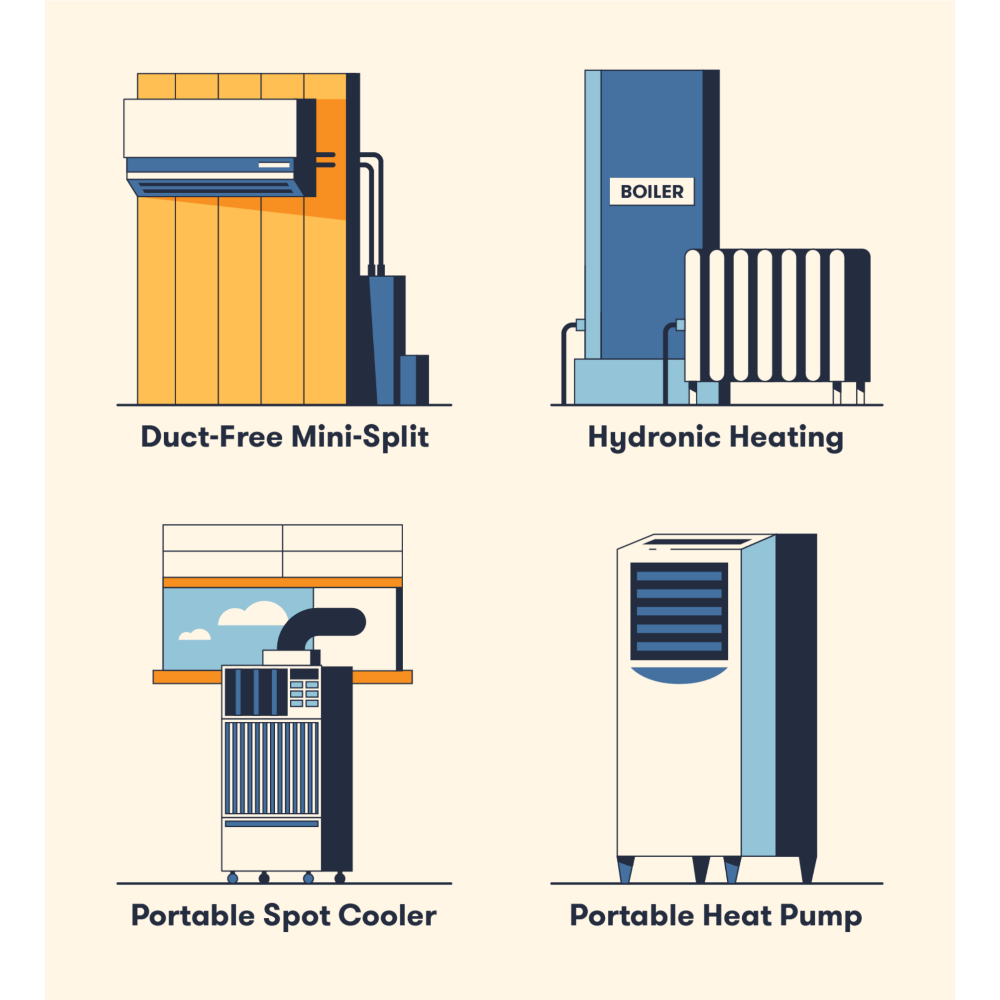 BOILER
Duct-Free Mini-Split
Hydronic Heating
Portable Spot Cooler
Portable Heat Pump